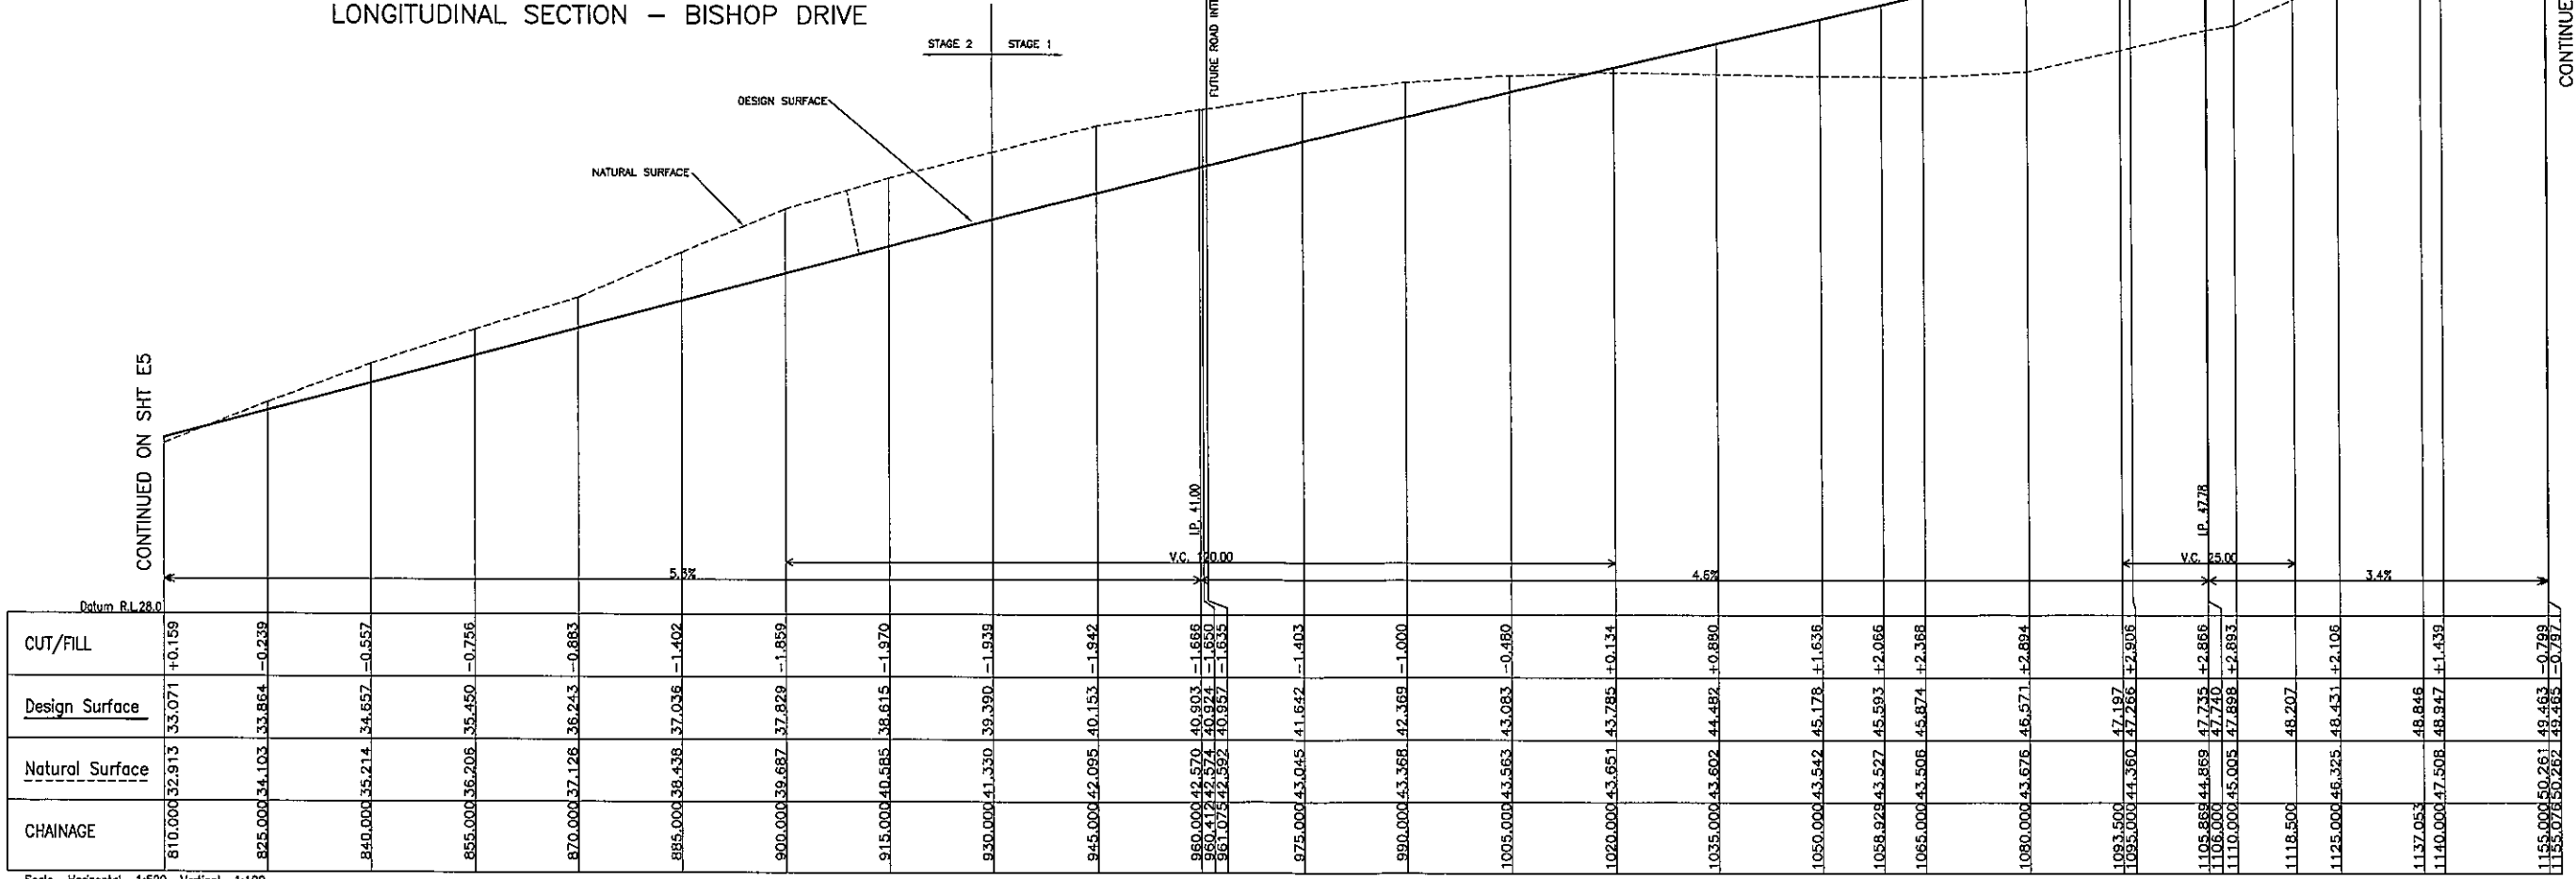 LONGITUDINAL SECTION – BISHOP DRIVE
STAGE 2 STAGE 1
FUTURE ROAD
CONTINUE
DESIGN SURFACE
NATURAL SURFACE
CONTINUED ON SHT E5
I.P. 41.00
I.P. 47.78
V.C. 120.00
V.C. 25.00
5.3%
4.6%
3.4%
Datum R.L.28.0
CUT/FILL +0.159 -0.239 -0.557 -0.756 -0.883 -1.402 -1.859 -1.970 -1.939 -1.942 -1.666 -1.650 -1.635 -1.403 -1.000 -0.480 +0.134 +0.880 +1.636 +2.066 +2.368 +2.894 +2.906 +2.866 +2.893 +2.106 +1.439 -0.799 -0.797
Design Surface 33.071 33.864 34.657 35.450 36.243 37.036 37.829 38.615 39.390 40.153 40.903 40.924 40.957 41.642 42.369 43.083 43.785 44.482 45.178 45.593 45.874 46.571 47.197 47.266 47.735 47.740 47.898 48.207 48.431 48.846 48.947 49.463 49.465
Natural Surface 32.913 34.103 35.214 36.206 37.126 38.438 39.687 40.585 41.330 42.095 42.570 42.574 42.592 43.045 43.368 43.563 43.651 43.602 43.542 43.527 43.506 43.676 44.360 44.869 45.005 46.325 47.508 50.261 50.262
CHAINAGE 810.000 825.000 840.000 855.000 870.000 885.000 900.000 915.000 930.000 945.000 960.000 960.412 961.075 975.000 990.000 1005.000 1020.000 1035.000 1050.000 1058.929 1065.000 1080.000 1093.500 1095.000 1105.869 1106.000 1110.000 1118.500 1125.000 1137.053 1140.000 1155.000 1155.076